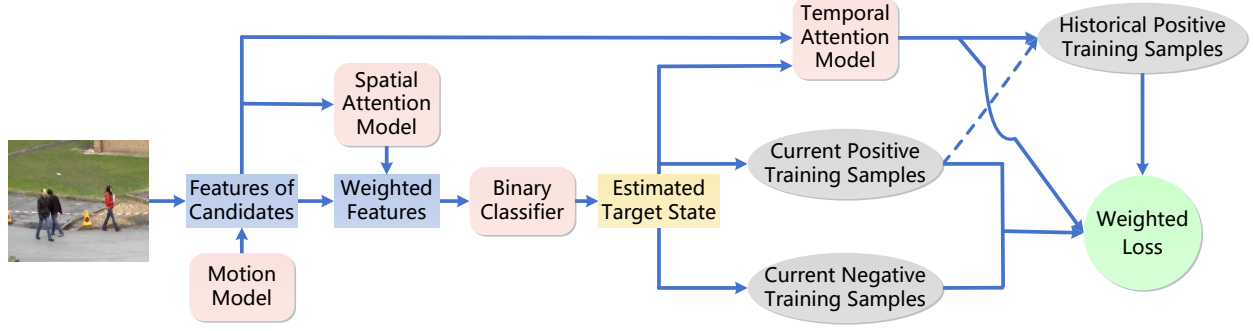 Temporal
Attention
Model
Historical Positive
Training Samples
Spatial
Attention
Model
Features of
Candidates
Weighted
Features
Binary
Classifier
Estimated
Target State
Current Positive
Training Samples
Weighted
Loss
Motion
Model
Current Negative
Training Samples